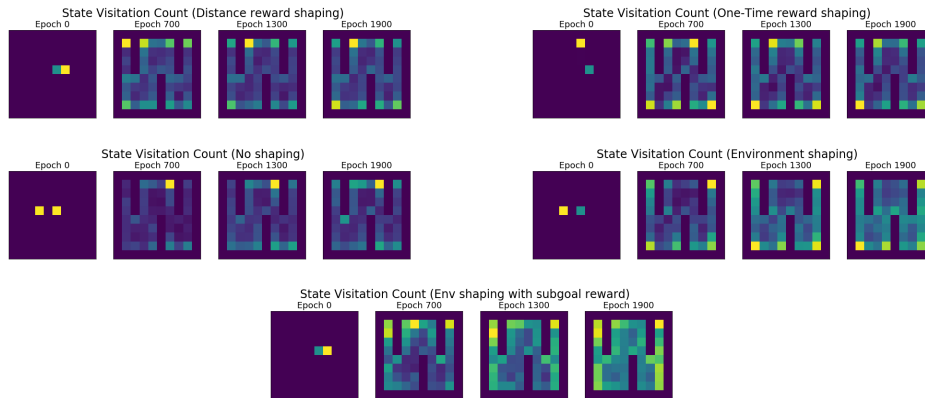 State Visitation Count (Distance reward shaping)
Epoch 0 Epoch 700 Epoch 1300 Epoch 1900
State Visitation Count (One-Time reward shaping)
Epoch 0 Epoch 700 Epoch 1300 Epoch 1900
State Visitation Count (No shaping)
Epoch 0 Epoch 700 Epoch 1300 Epoch 1900
State Visitation Count (Environment shaping)
Epoch 0 Epoch 700 Epoch 1300 Epoch 1900
State Visitation Count (Env shaping with subgoal reward)
Epoch 0 Epoch 700 Epoch 1300 Epoch 1900